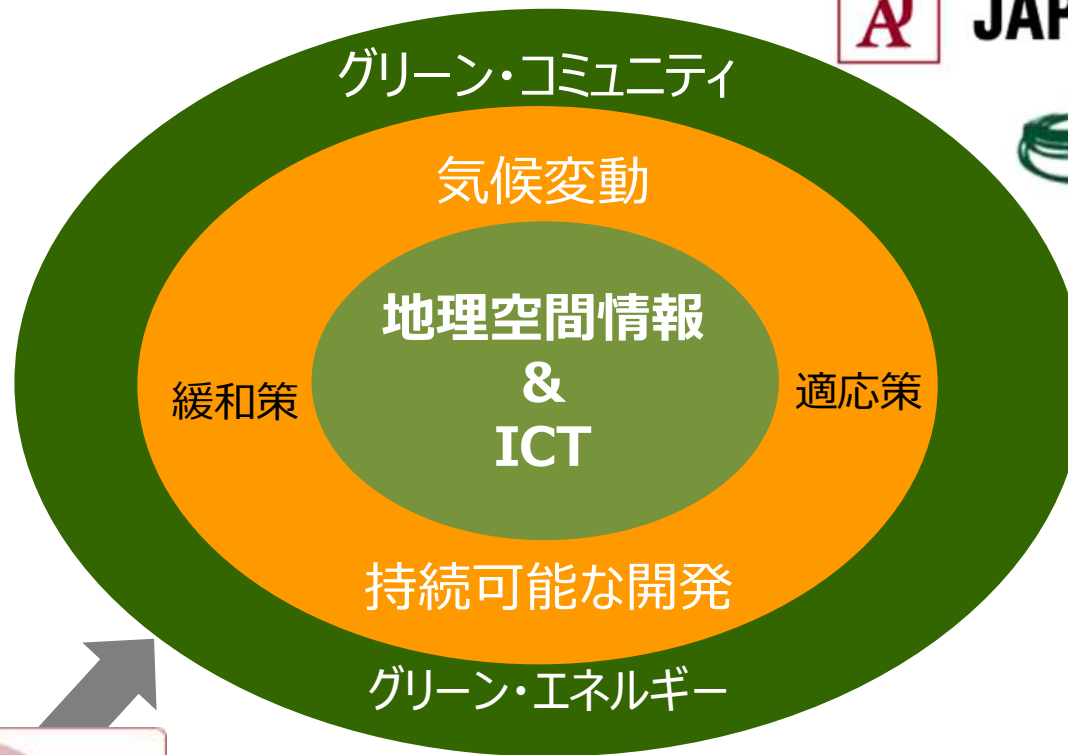 JAP
グリーン・コミュニティ
気候変動
地理空間情報
&
ICT
緩和策
適応策
持続可能な開発
グリーン・エネルギー